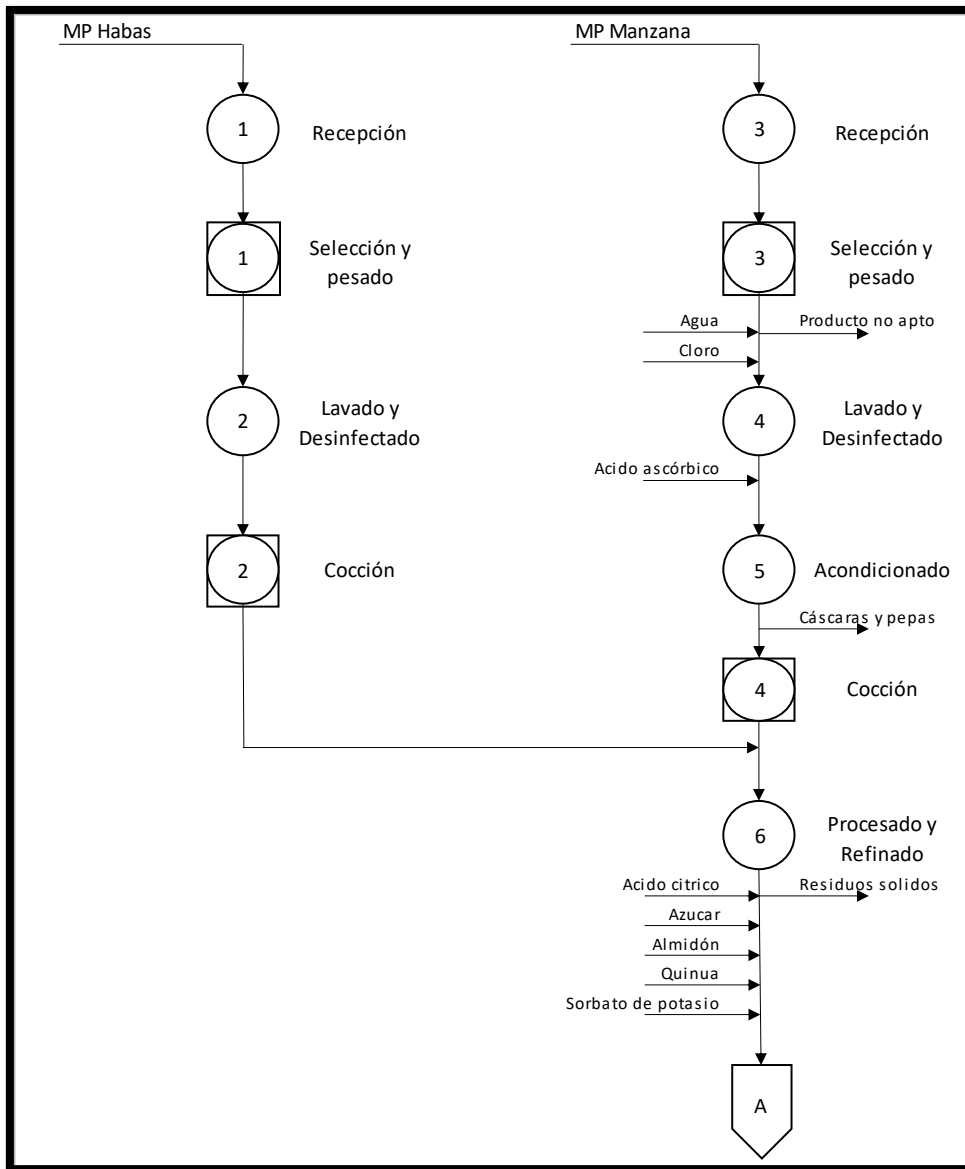 MP Habas
MP Manzana
1
Recepción
3
Recepción
1
Selección y
pesado
3
Selección y
pesado
Agua
Producto no apto
Cloro
2
Lavado y
Desinfectado
4
Lavado y
Desinfectado
Acido ascórbico
2
Cocción
5
Acondicionado
Cáscaras y pepas
4
Cocción
6
Procesado y
Refinado
Acido citrico
Residuos solidos
Azucar
Almidón
Quinua
Sorbato de potasio
A